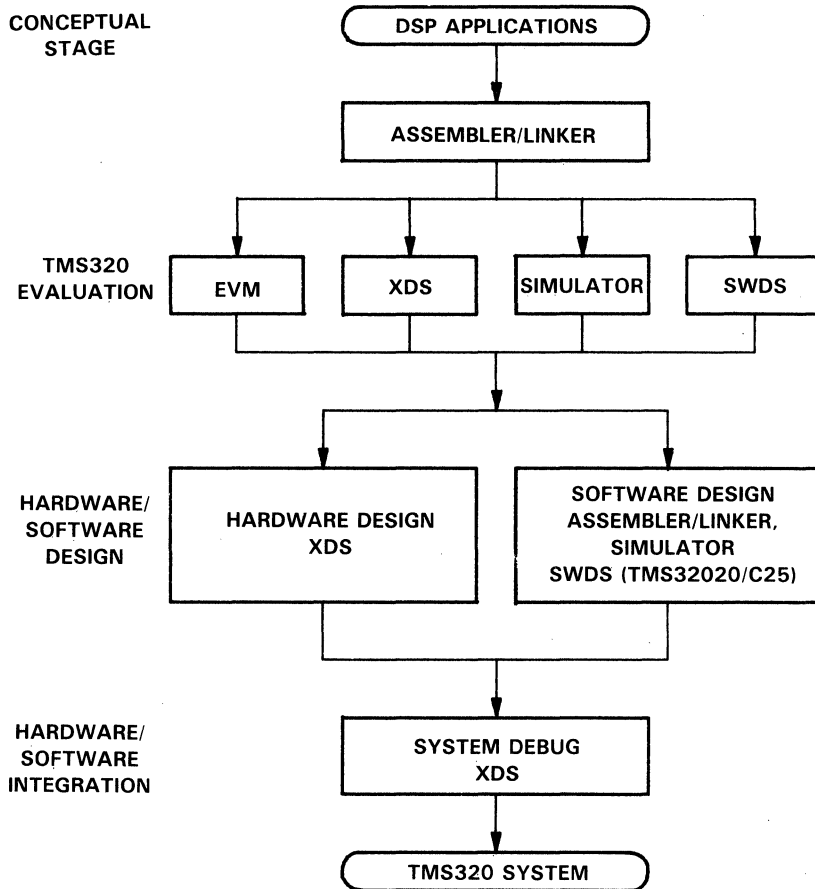 CONCEPTUAL
STAGE
DSP APPLICATIONS
ASSEMBLER/LINKER
TMS320
EVALUATION
EVM
XDS
SIMULATOR
SWDS
HARDWARE/
SOFTWARE
DESIGN
HARDWARE DESIGN
XDS
SOFTWARE DESIGN
ASSEMBLER/LINKER,
SIMULATOR
SWDS (TMS32020/C25)
HARDWARE/
SOFTWARE
INTEGRATION
SYSTEM DEBUG
XDS
TMS320 SYSTEM